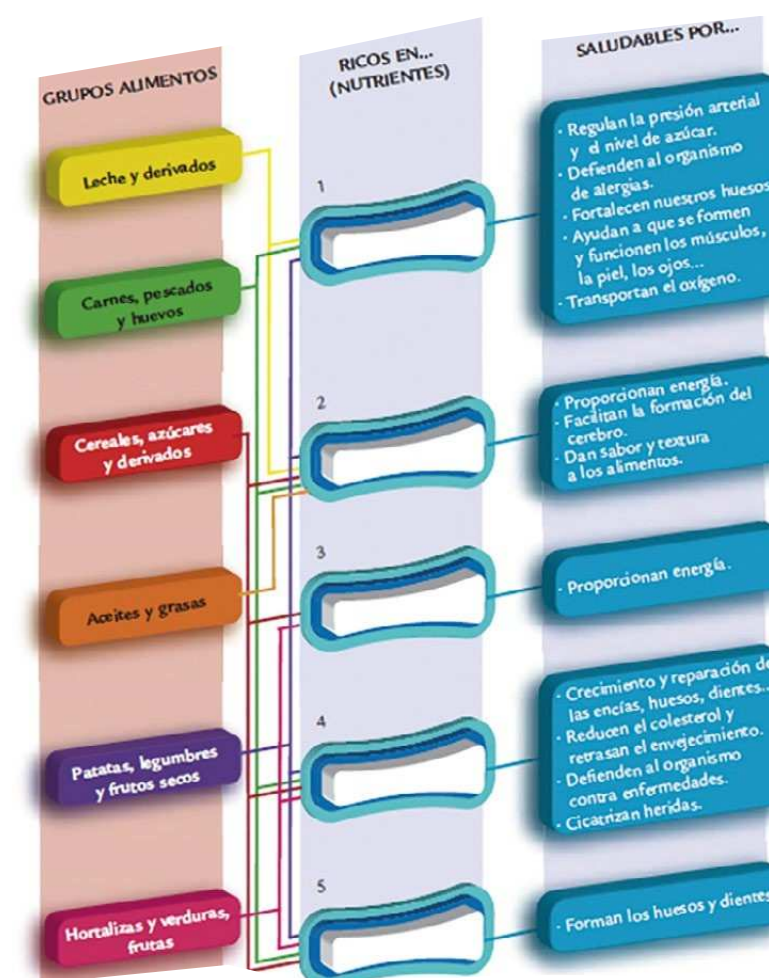 GRUPOS ALIMENTOS
Leche y derivados
Carnes, pescados
y huevos
Cereales, azúcares
y derivados
Aceites y grasas
Patatas, legumbres
y frutos secos
Hortalizas y verduras,
frutas
RICOS EN...
(NUTRIENTES)
1
2
3
4
5
SALUDABLES POR...
· Regulan la presión arterial
y el nivel de azúcar.
· Defienden al organismo
de alergias.
· Fortalecen nuestros huesos
· Ayudan a que se formen
y funcionen los músculos,
la piel, los ojos...
· Transportan el oxígeno.
· Proporcionan energía.
· Facilitan la formación del
cerebro.
· Dan sabor y textura
a los alimentos.
· Proporcionan energía.
· Crecimiento y reparación de
las encías, huesos, dientes...
· Reducen el colesterol y
retrasan el envejecimiento.
· Defienden al organismo
contra enfermedades.
· Cicatrizan heridas.
· Forman los huesos y dientes